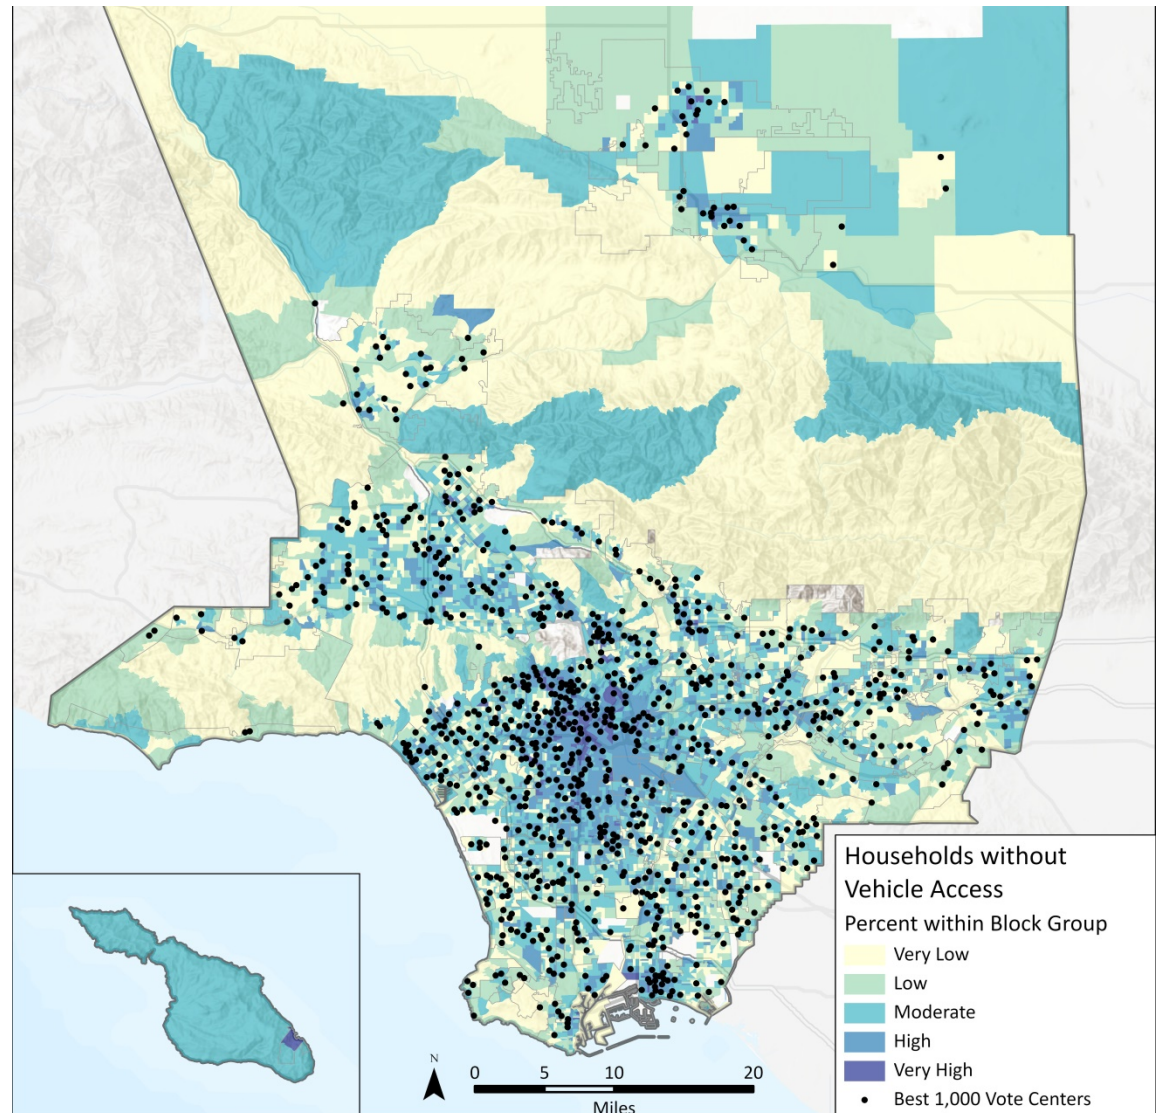 Households without
Vehicle Access
Percent within Block Group
Very Low
Low
Moderate
High
Very High
Best 1,000 Vote Centers
N
0 5 10 20
Miles